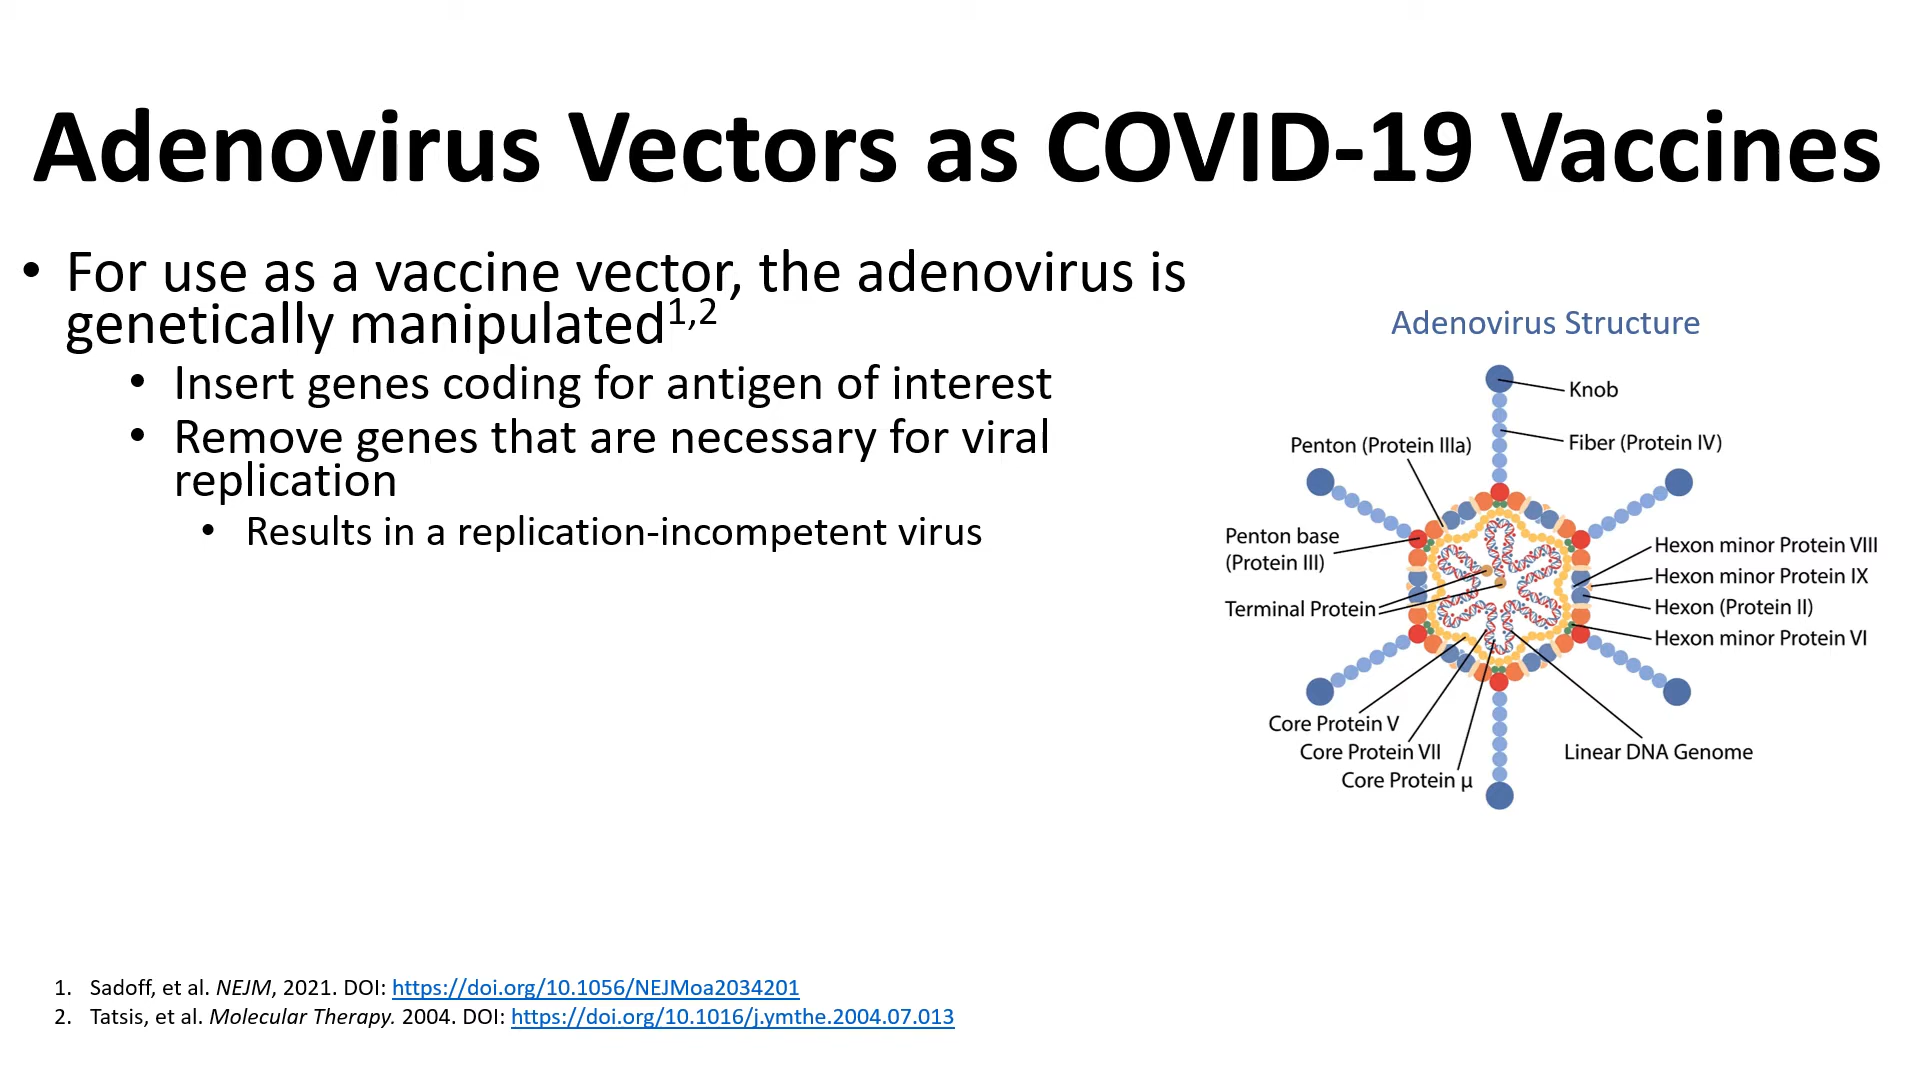 Adenovirus Vectors as COVID-19 Vaccines
• For use as a vaccine vector, the adenovirus is
genetically manipulated1,2
• Insert genes coding for antigen of interest
• Remove genes that are necessary for viral
replication
• Results in a replication-incompetent virus
Adenovirus Structure
Knob
Fiber (Protein IV)
Penton (Protein IIIa)
Penton base
(Protein III)
Terminal Protein
Hexon minor Protein VIII
Hexon minor Protein IX
Hexon (Protein II)
Hexon minor Protein VI
Core Protein V
Core Protein VII
Core Protein µ
Linear DNA Genome
1. Sadoff, et al. NEJM, 2021. DOI: https://doi.org/10.1056/NEJMoa2034201
2. Tatsis, et al. Molecular Therapy. 2004. DOI: https://doi.org/10.1016/j.ymthe.2004.07.013